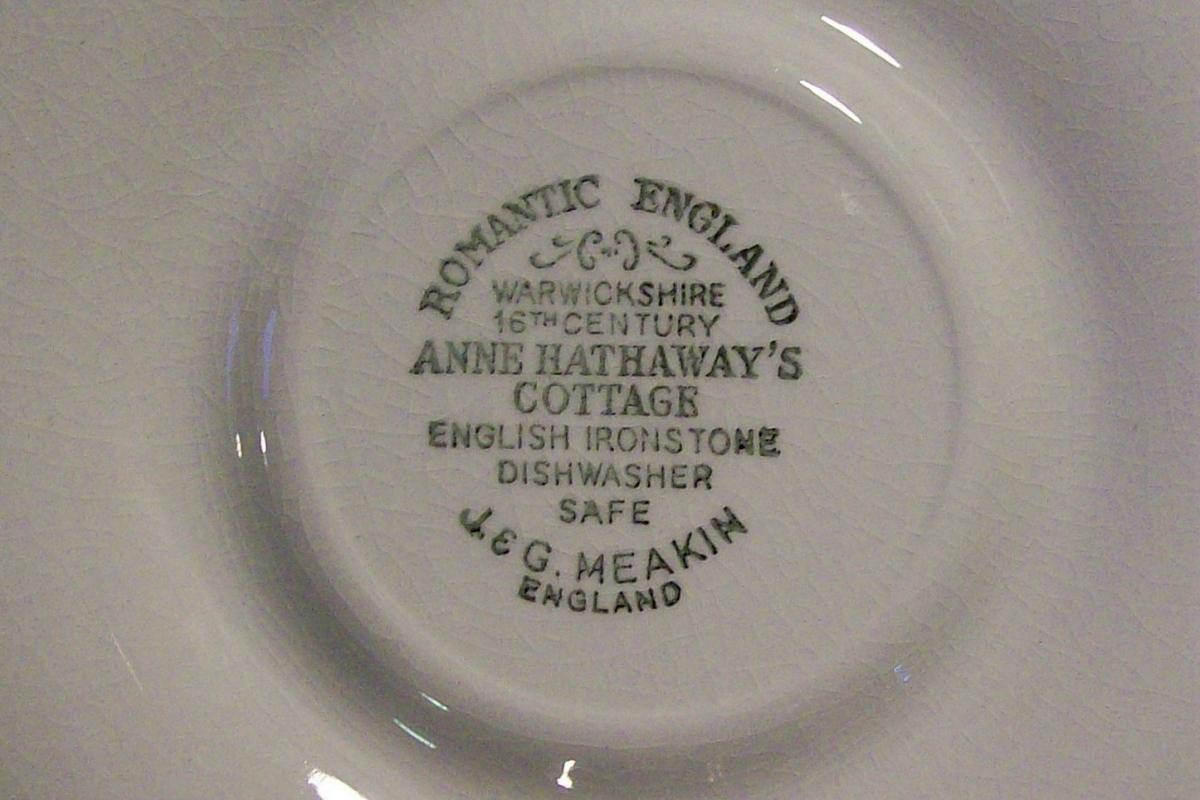 ROMANTIC ENGLAND
WARWICKSHIRE
16TH CENTURY
ANNE HATHAWAY'S
COTTAGE
ENGLISH IRONSTONE
DISHWASHER
SAFE
J. & G. MEAKIN
ENGLAND